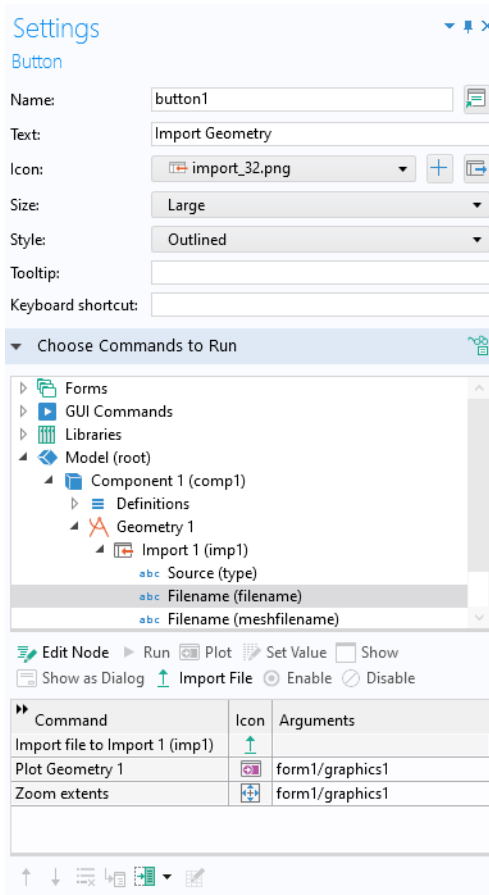 Settings
Button
Name: button1
Text: Import Geometry
Icon: import_32.png
Size: Large
Style: Outlined
Tooltip:
Keyboard shortcut:
Choose Commands to Run
Forms
GUI Commands
Libraries
Model (root)
Component 1 (comp1)
Definitions
Geometry 1
Import 1 (imp1)
abc Source (type)
abc Filename (filename)
abc Filename (meshfilename)
Edit Node Run Plot Set Value Show
Show as Dialog Import File Enable Disable
Command Icon Arguments
Import file to Import 1 (imp1)
Plot Geometry 1 form1/graphics1
Zoom extents form1/graphics1